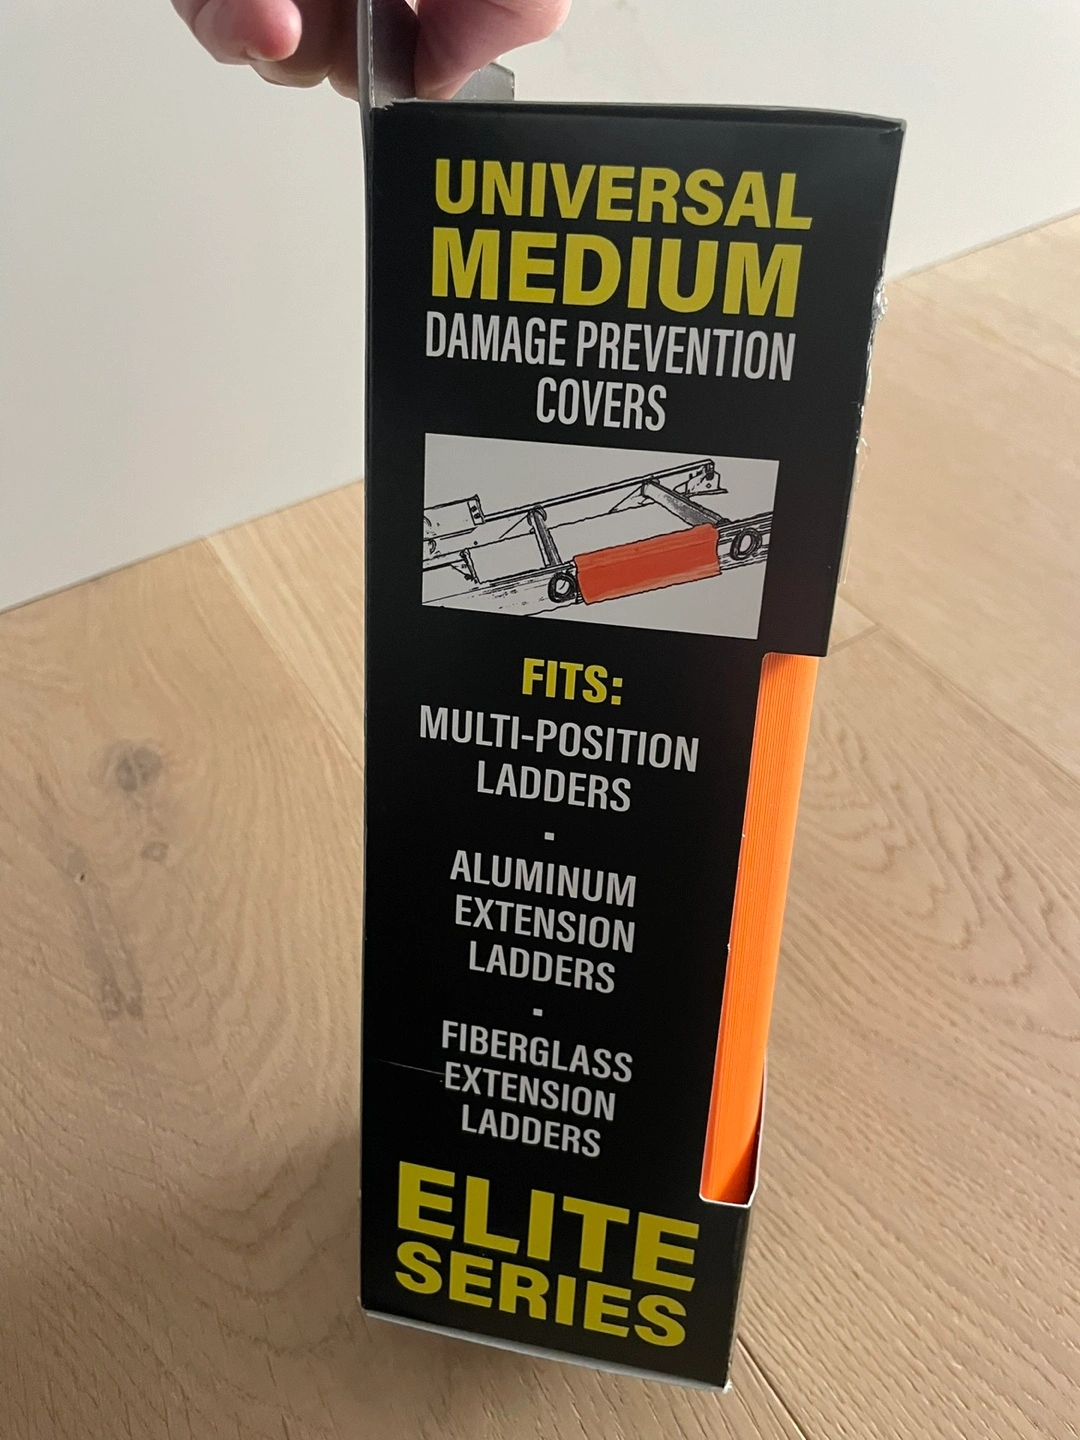 UNIVERSAL
MEDIUM
DAMAGE PREVENTION
COVERS
FITS:
MULTI-POSITION
LADDERS
ALUMINUM
EXTENSION
LADDERS
FIBERGLASS
EXTENSION
LADDERS
ELITE
SERIES